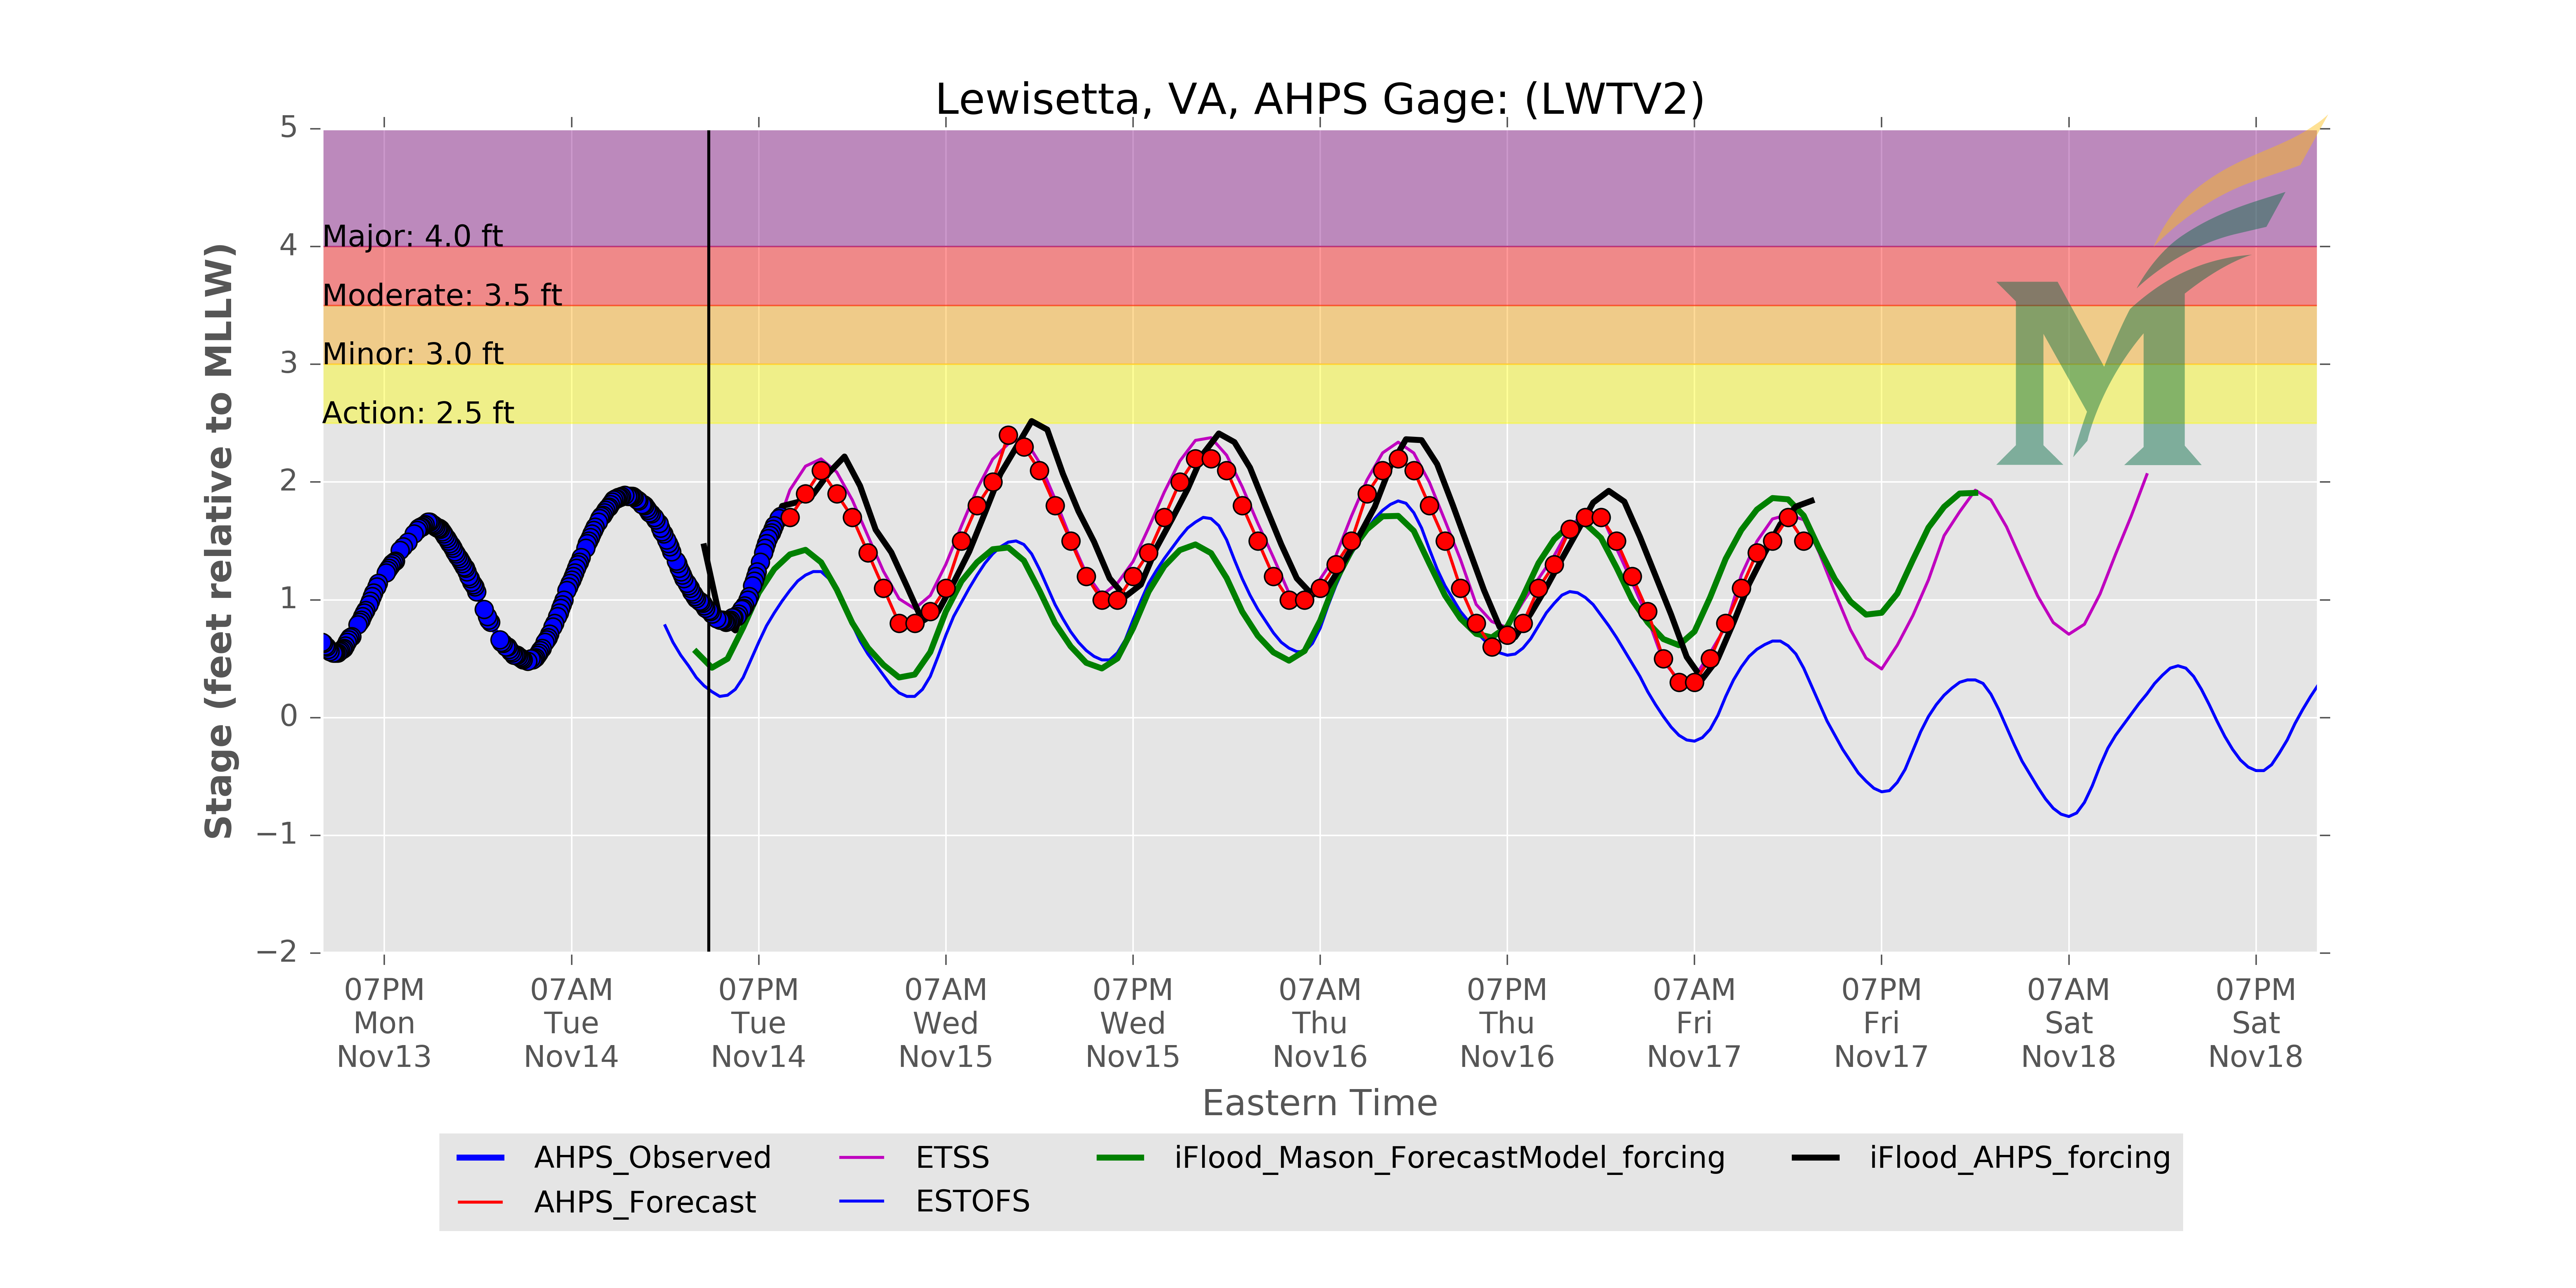 Lewisetta, VA, AHPS Gage: (LWTV2)
5
4
3
2
1
0
−1
−2
Stage (feet relative to MLLW)
Major: 4.0 ft
Moderate: 3.5 ft
Minor: 3.0 ft
Action: 2.5 ft
M
07PM 07AM 07PM 07AM 07PM 07AM 07PM 07AM 07PM 07AM 07PM
Mon Tue Tue Wed Wed Thu Thu Fri Fri Sat Sat
Nov13 Nov14 Nov14 Nov15 Nov15 Nov16 Nov16 Nov17 Nov17 Nov18 Nov18
Eastern Time
AHPS_Observed ETSS iFlood_Mason_ForecastModel_forcing iFlood_AHPS_forcing
AHPS_Forecast ESTOFS